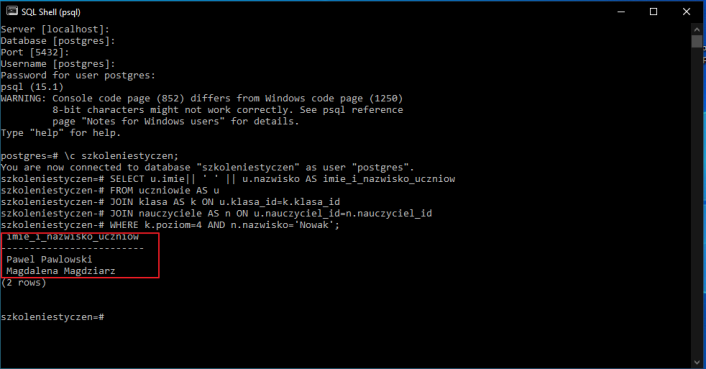 SQL Shell (psql)
Server [localhost]:
Database [postgres]:
Port [5432]:
Username [postgres]:
Password for user postgres:
psql (15.1)
WARNING: Console code page (852) differs from Windows code page (1250)
         8-bit characters might not work correctly. See psql reference
         page "Notes for Windows users" for details.
Type "help" for help.

postgres=# \c szkoleniestyczen;
You are now connected to database "szkoleniestyczen" as user "postgres".
szkoleniestyczen=# SELECT u.imie|| ' ' || u.nazwisko AS imie_i_nazwisko_uczniow
szkoleniestyczen-# FROM uczniowie AS u
szkoleniestyczen-# JOIN klasa AS k ON u.klasa_id=k.klasa_id
szkoleniestyczen-# JOIN nauczyciele AS n ON u.nauczyciel_id=n.nauczyciel_id
szkoleniestyczen-# WHERE k.poziom=4 AND n.nazwisko='Nowak';
 imie_i_nazwisko_uczniow
-------------------------
 Pawel Pawlowski
 Magdalena Magdziarz
(2 rows)

szkoleniestyczen=#